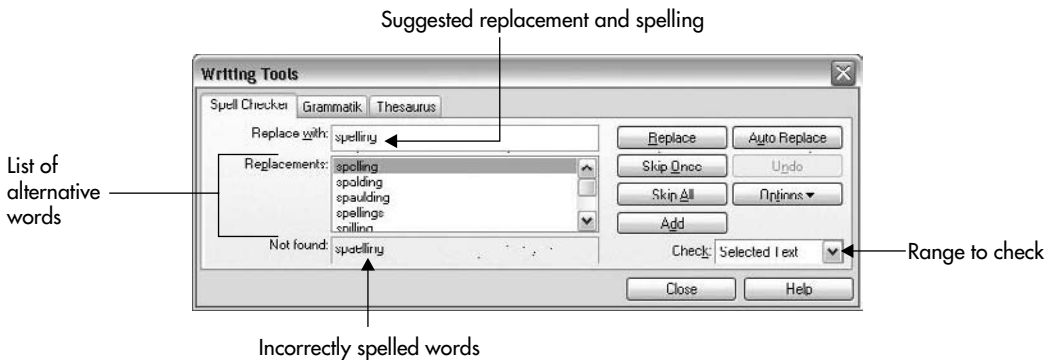 Suggested replacement and spelling
Writing Tools
Spell Checker Grammatik Thesaurus
Replace with: spelling
Replace Auto Replace
List of
alternative
words
Replacements: spelling
spalding
spaulding
spellings
spilling
Skip Once Undo
Skip All Options
Add
Not found: spaelling
Check: Selected Text
Range to check
Close Help
Incorrectly spelled words